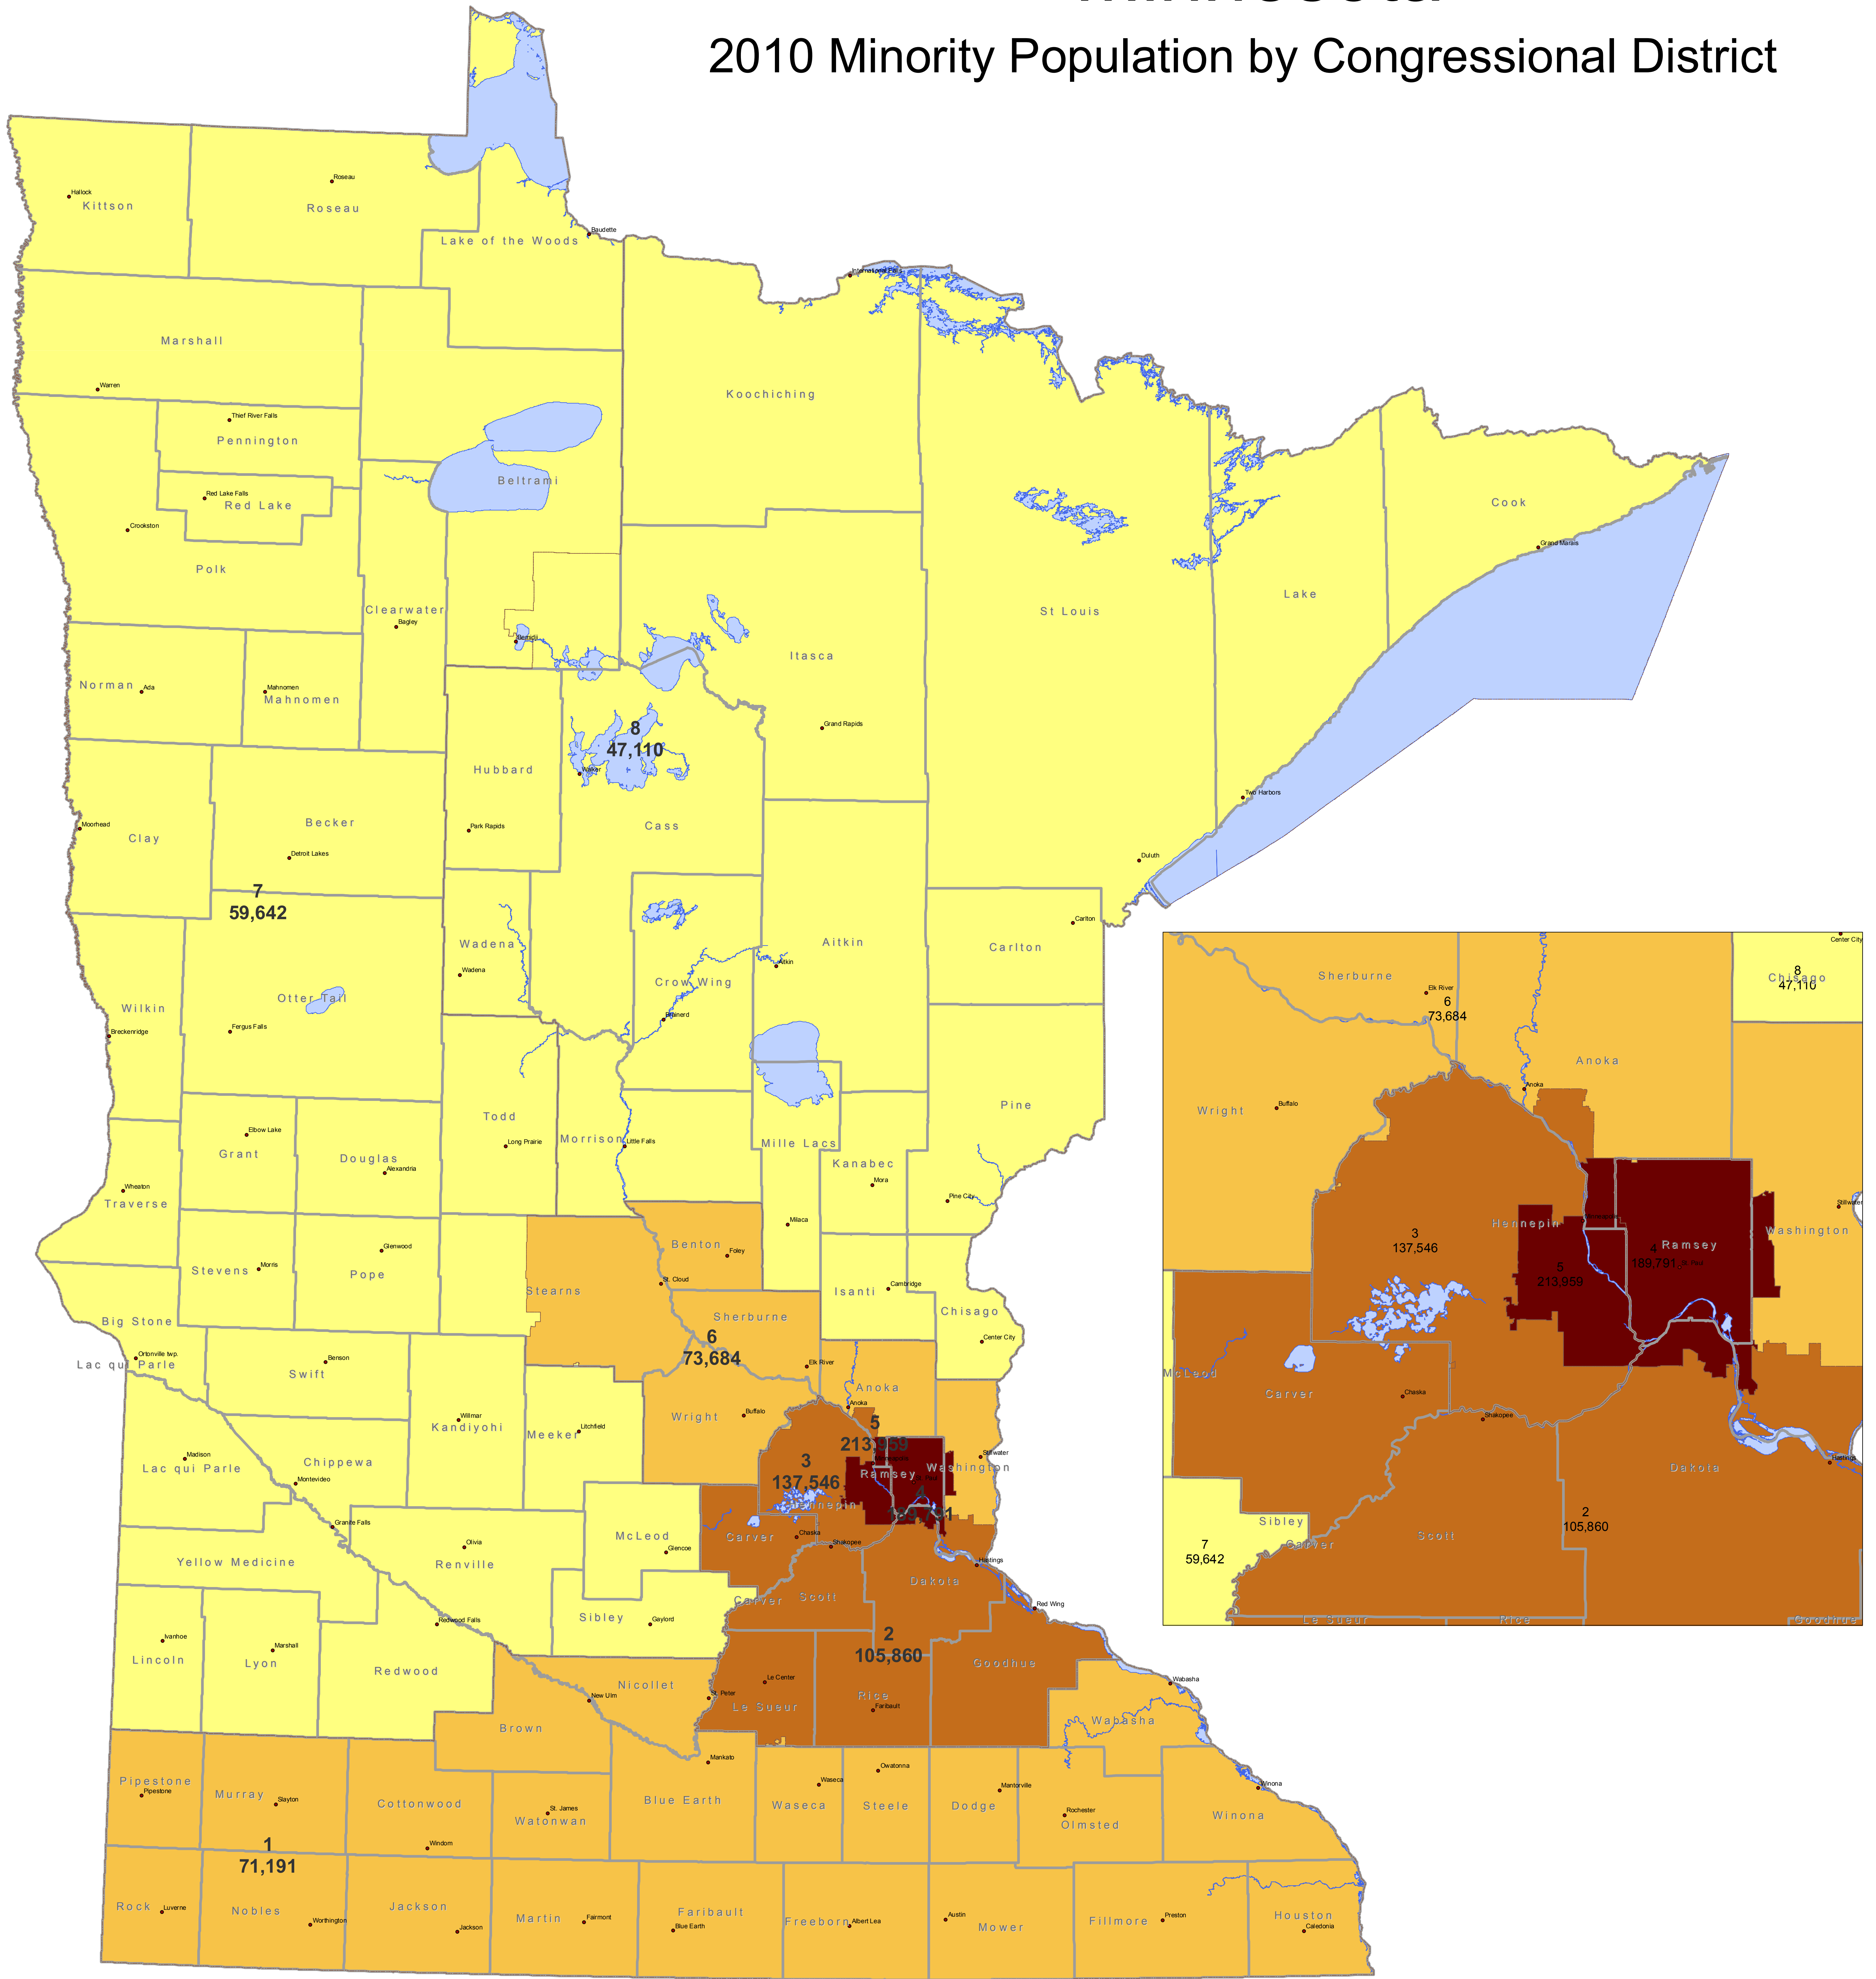 Minnesota
2010 Minority Population by Congressional District
Hallock
Kittson
Roseau
Roseau
Lake of the Woods
Baudette
International Falls
Marshall
Warren
Koochiching
Thief River Falls
Pennington
Red Lake Falls
Red Lake
Beltrami
Crookston
Polk
Cook
Grand Marais
Clearwater
Bagley
St Louis
Lake
Bemidji
Itasca
Norman
Ada
Mahnomen
Mahnomen
Grand Rapids
8
47,110
Walker
Hubbard
Park Rapids
Cass
Two Harbors
Moorhead
Clay
Becker
Detroit Lakes
Duluth
7
59,642
Carlton
Carlton
Wadena
Wadena
Aitkin
Aitkin
Crow Wing
Brainerd
Wilkin
Breckenridge
Otter Tail
Fergus Falls
Todd
Long Prairie
Morrison
Little Falls
Mille Lacs
Milaca
Pine
Pine City
Kanabec
Mora
Elbow Lake
Grant
Douglas
Alexandria
Wheaton
Traverse
Stevens
Morris
Glenwood
Pope
Stearns
Benton
Foley
St. Cloud
Sherburne
Isanti
Cambridge
Chisago
Center City
Big Stone
Ortonville twp.
Lac qui Parle
Benson
Swift
6
73,684
Elk River
Anoka
Anoka
Wright
Buffalo
Willmar
Kandiyohi
Meeker
Litchfield
5
213,959
3
137,546
Ramsey
Washington
Stillwater
Hennepin
4
189,791
Madison
Lac qui Parle
Chippewa
Montevideo
Granite Falls
Yellow Medicine
Olivia
Renville
McLeod
Glencoe
Carver
Chaska
Shakopee
Hastings
Dakota
Carver
Scott
Red Wing
Sibley
Gaylord
Redwood Falls
Ivanhoe
Lincoln
Marshall
Lyon
Redwood
2
105,860
Goodhue
Le Center
Le Sueur
Rice
Faribault
Nicollet
St. Peter
New Ulm
Brown
Wabasha
Wabasha
Mankato
Pipestone
Pipestone
Murray
Slayton
Cottonwood
Windom
St. James
Watonwan
Blue Earth
Waseca
Waseca
Owatonna
Steele
Mantorville
Dodge
Rochester
Olmsted
Winona
Winona
1
71,191
Rock
Luverne
Nobles
Worthington
Jackson
Jackson
Martin
Fairmont
Faribault
Blue Earth
Freeborn
Albert Lea
Austin
Mower
Fillmore
Preston
Houston
Caledonia
Center City
8
Chisago
47,110
Sherburne
Elk River
6
73,684
Anoka
Anoka
Wright
Buffalo
Stillwater
Washington
Hennepin
3
137,546
Ramsey
4
189,791
St. Paul
5
213,959
McLeod
Carver
Chaska
Shakopee
Hastings
Dakota
2
105,860
Sibley
Carver
Scott
7
59,642
Le Sueur
Rice
Goodhue